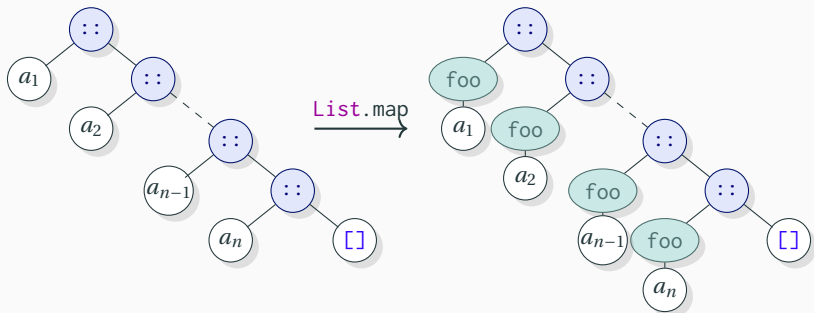 :: ::
a₁ :: foo ::
List.map
a₂ :: a₁ foo ::
aₙ₋₁ :: a₂ foo ::
aₙ [] aₙ₋₁ foo []
aₙ